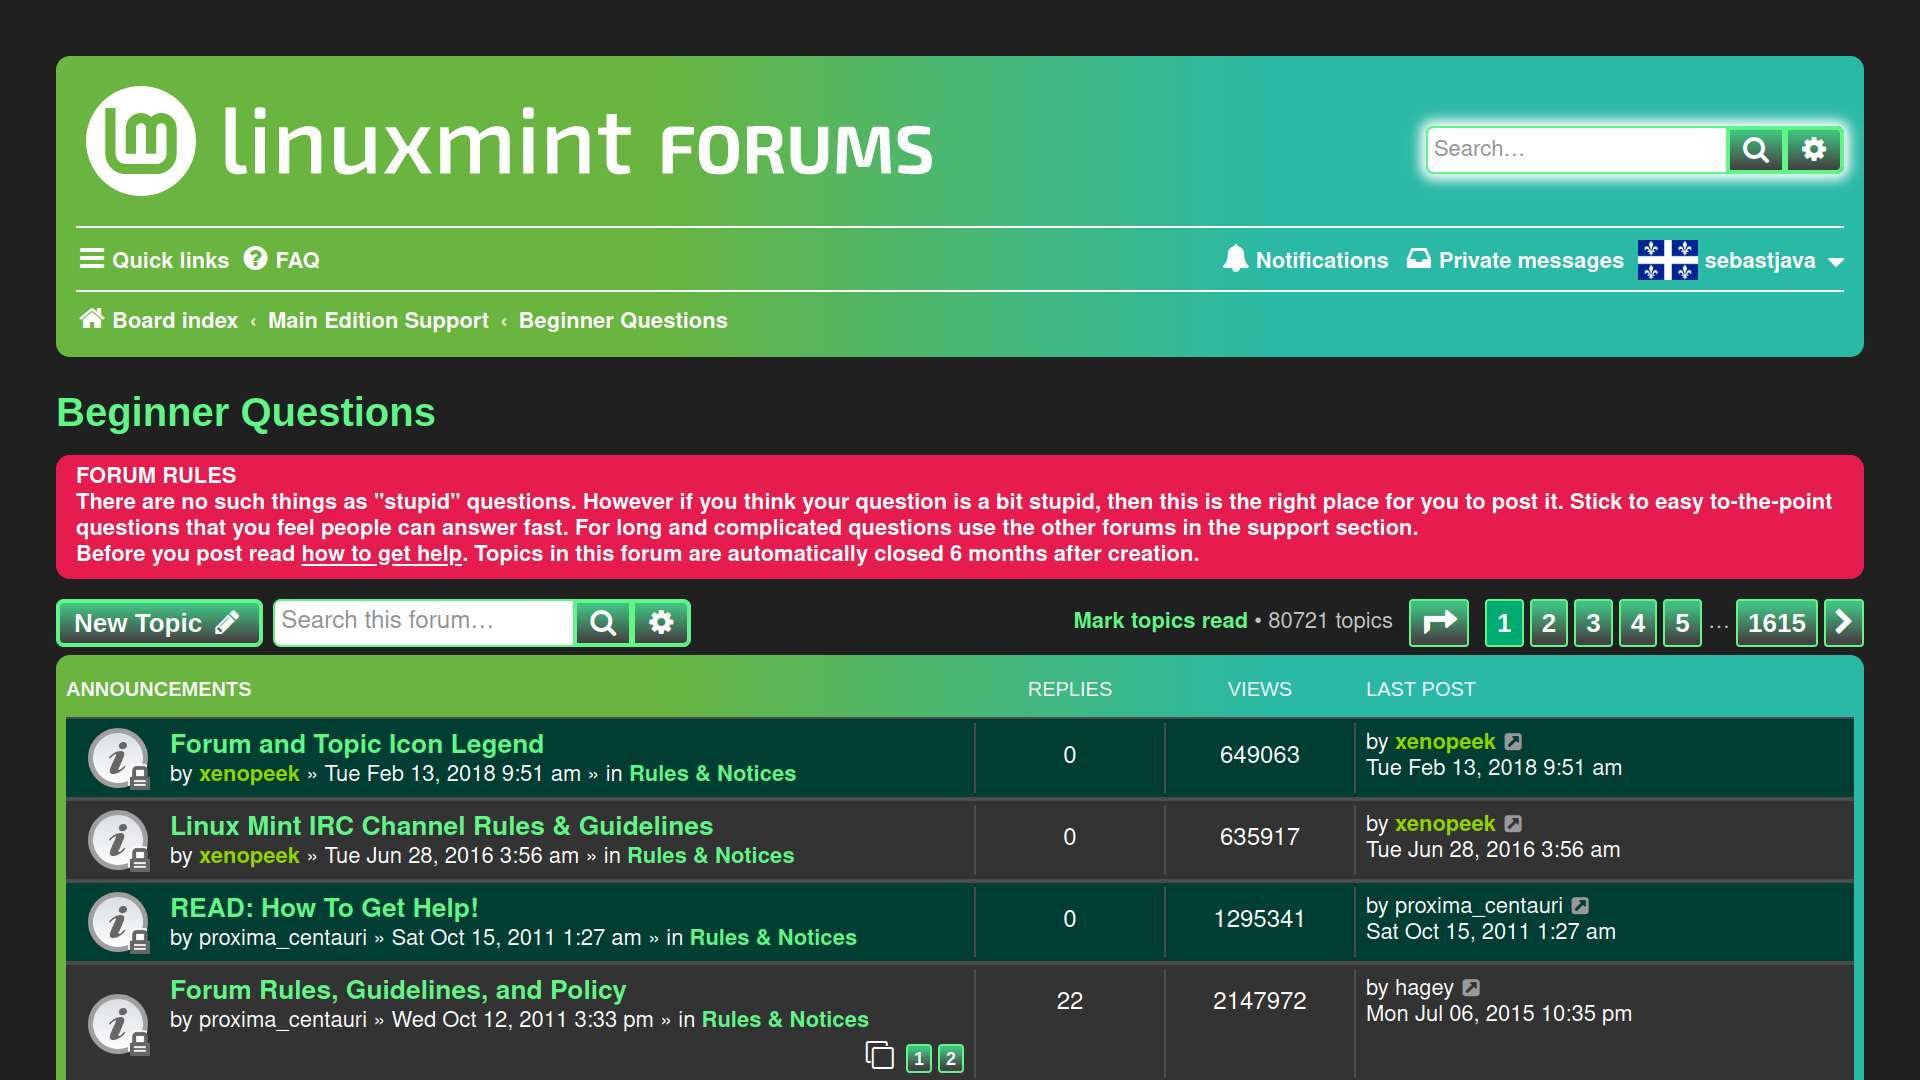 linuxmint FORUMS
Search…
Quick links FAQ
Notifications Private messages sebastjava
Board index ‹ Main Edition Support ‹ Beginner Questions
Beginner Questions
FORUM RULES
There are no such things as "stupid" questions. However if you think your question is a bit stupid, then this is the right place for you to post it. Stick to easy to-the-point
questions that you feel people can answer fast. For long and complicated questions use the other forums in the support section.
Before you post read how to get help. Topics in this forum are automatically closed 6 months after creation.
New Topic Search this forum… Mark topics read • 80721 topics 1 2 3 4 5 … 1615
ANNOUNCEMENTS REPLIES VIEWS LAST POST
Forum and Topic Icon Legend
by xenopeek » Tue Feb 13, 2018 9:51 am » in Rules & Notices
0
649063
by xenopeek
Tue Feb 13, 2018 9:51 am
Linux Mint IRC Channel Rules & Guidelines
by xenopeek » Tue Jun 28, 2016 3:56 am » in Rules & Notices
0
635917
by xenopeek
Tue Jun 28, 2016 3:56 am
READ: How To Get Help!
by proxima_centauri » Sat Oct 15, 2011 1:27 am » in Rules & Notices
0
1295341
by proxima_centauri
Sat Oct 15, 2011 1:27 am
Forum Rules, Guidelines, and Policy
by proxima_centauri » Wed Oct 12, 2011 3:33 pm » in Rules & Notices
1 2
22
2147972
by hagey
Mon Jul 06, 2015 10:35 pm